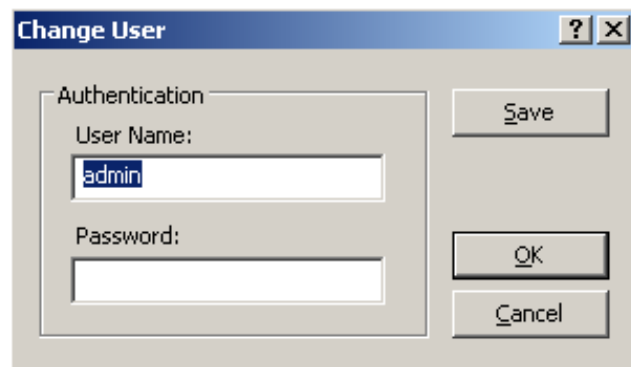 Change User
Authentication
User Name:
admin
Password:
Save
OK
Cancel